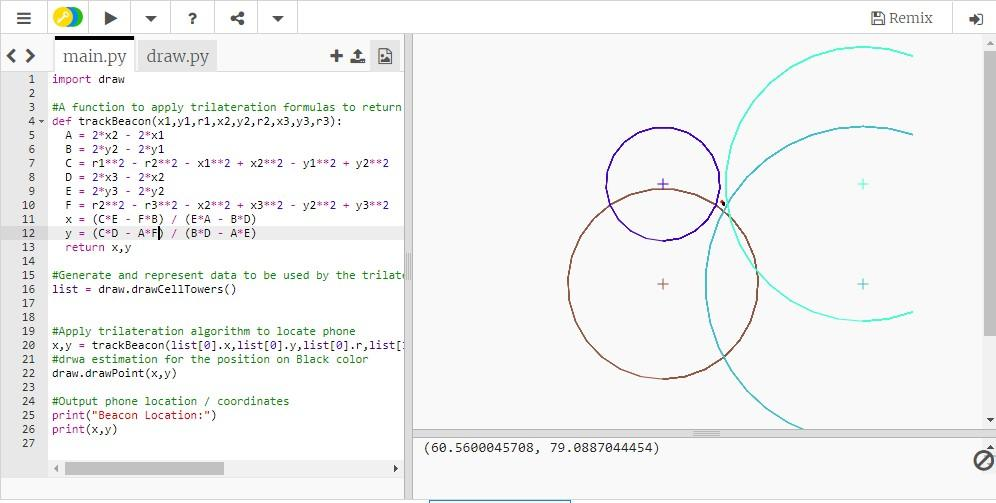 ? Remix
main.py draw.py
1 import draw
2
3 #A function to apply trilateration formulas to return
4 def trackBeacon(x1,y1,r1,x2,y2,r2,x3,y3,r3):
5 A = 2*x2 - 2*x1
6 B = 2*y2 - 2*y1
7 C = r1**2 - r2**2 - x1**2 + x2**2 - y1**2 + y2**2
8 D = 2*x3 - 2*x2
9 E = 2*y3 - 2*y2
10 F = r2**2 - r3**2 - x2**2 + x3**2 - y2**2 + y3**2
11 x = (C*E - F*B) / (E*A - B*D)
12 y = (C*D - A*F) / (B*D - A*E)
13 return x,y
14
15 #Generate and represent data to be used by the trilate
16 list = draw.drawCellTowers()
17
18
19 #Apply trilateration algorithm to locate phone
20 x,y = trackBeacon(list[0].x,list[0].y,list[0].r,list[
21 #drwa estimation for the position on Black color
22 draw.drawPoint(x,y)
23
24 #Output phone location / coordinates
25 print("Beacon Location:")
26 print(x,y)
27
(60.5600045708, 79.0887044454)